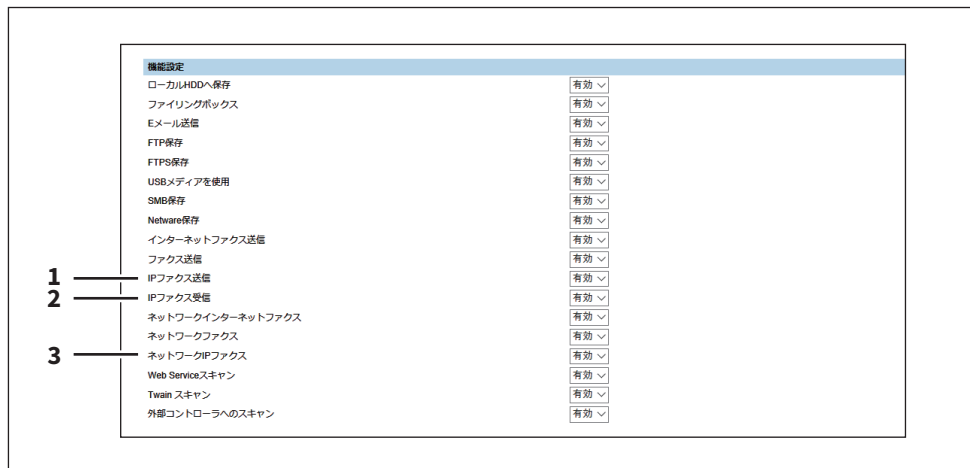 機能設定
ローカルHDDへ保存 有効
ファイリングボックス 有効
Eメール送信 有効
FTP保存 有効
FTPS保存 有効
USBメディアを使用 有効
SMB保存 有効
Netware保存 有効
インターネットファクス送信 有効
ファクス送信 有効
1 IPファクス送信 有効
2 IPファクス受信 有効
ネットワークインターネットファクス 有効
ネットワークファクス 有効
3 ネットワークIPファクス 有効
Web Serviceスキャン 有効
Twain スキャン 有効
外部コントローラへのスキャン 有効